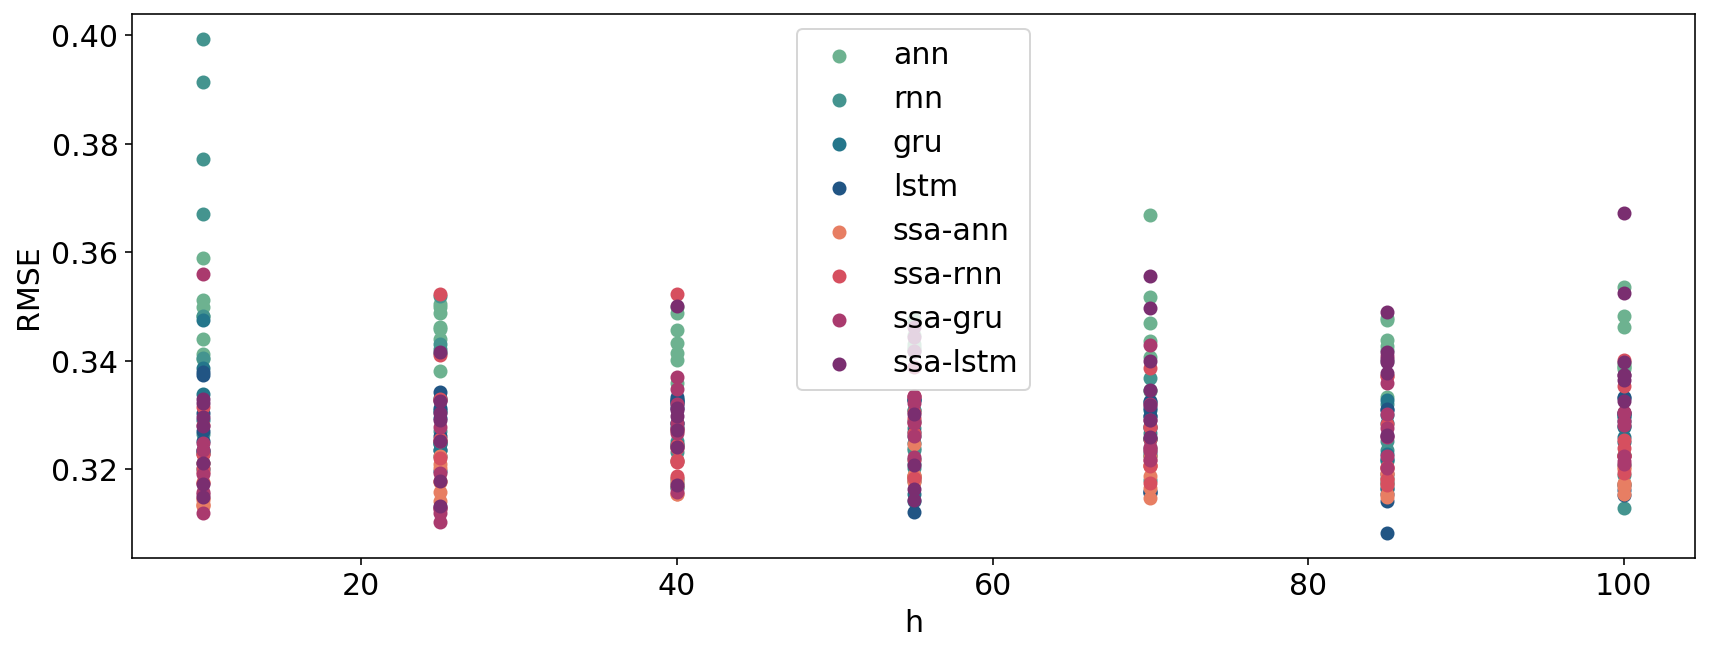 0.40
0.38
0.36
0.34
0.32
RMSE
ann
rnn
gru
lstm
ssa-ann
ssa-rnn
ssa-gru
ssa-lstm
20
40
60
80
100
h